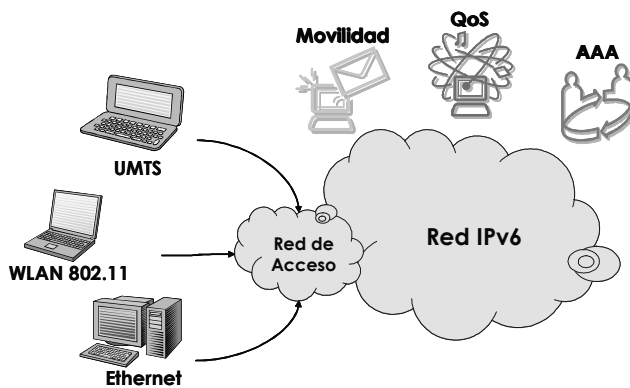 Movilidad
QoS
AAA
UMTS
WLAN 802.11
Ethernet
Red de
Acceso
Red IPv6